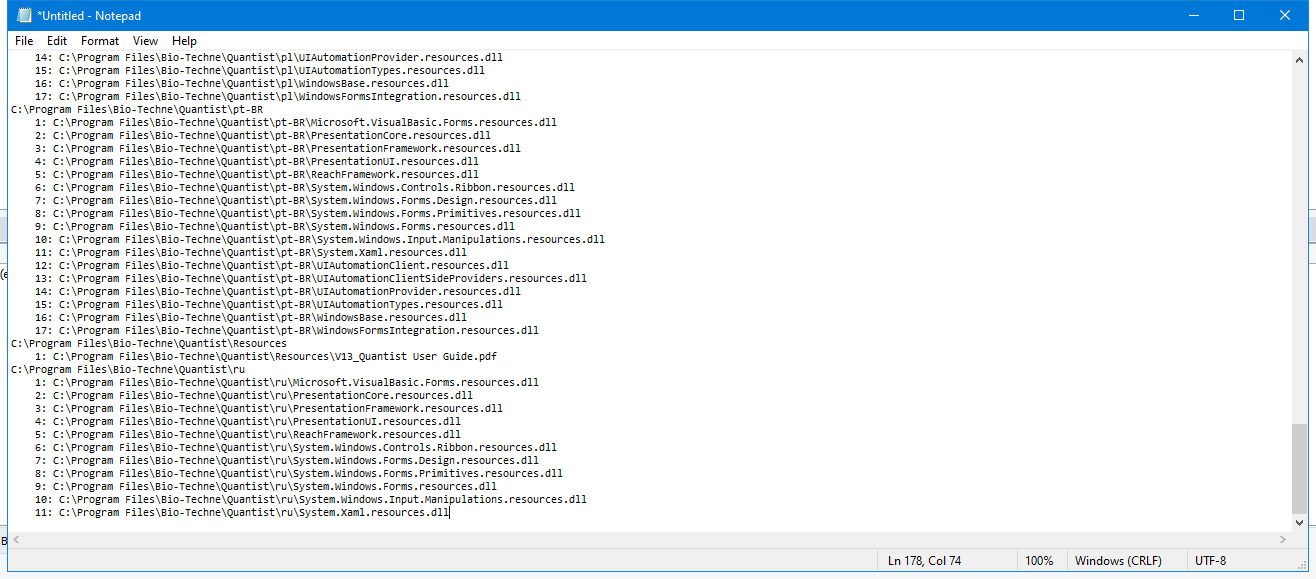 *Untitled - Notepad
File Edit Format View Help
14: C:\Program Files\Bio-Techne\Quantist\pl\UIAutomationProvider.resources.dll
15: C:\Program Files\Bio-Techne\Quantist\pl\UIAutomationTypes.resources.dll
16: C:\Program Files\Bio-Techne\Quantist\pl\WindowsBase.resources.dll
17: C:\Program Files\Bio-Techne\Quantist\pl\WindowsFormsIntegration.resources.dll
C:\Program Files\Bio-Techne\Quantist\pt-BR
1: C:\Program Files\Bio-Techne\Quantist\pt-BR\Microsoft.VisualBasic.Forms.resources.dll
2: C:\Program Files\Bio-Techne\Quantist\pt-BR\PresentationCore.resources.dll
3: C:\Program Files\Bio-Techne\Quantist\pt-BR\PresentationFramework.resources.dll
4: C:\Program Files\Bio-Techne\Quantist\pt-BR\PresentationUI.resources.dll
5: C:\Program Files\Bio-Techne\Quantist\pt-BR\ReachFramework.resources.dll
6: C:\Program Files\Bio-Techne\Quantist\pt-BR\System.Windows.Controls.Ribbon.resources.dll
7: C:\Program Files\Bio-Techne\Quantist\pt-BR\System.Windows.Forms.Design.resources.dll
8: C:\Program Files\Bio-Techne\Quantist\pt-BR\System.Windows.Forms.Primitives.resources.dll
9: C:\Program Files\Bio-Techne\Quantist\pt-BR\System.Windows.Forms.resources.dll
10: C:\Program Files\Bio-Techne\Quantist\pt-BR\System.Windows.Input.Manipulations.resources.dll
11: C:\Program Files\Bio-Techne\Quantist\pt-BR\System.Xaml.resources.dll
12: C:\Program Files\Bio-Techne\Quantist\pt-BR\UIAutomationClient.resources.dll
13: C:\Program Files\Bio-Techne\Quantist\pt-BR\UIAutomationClientSideProviders.resources.dll
14: C:\Program Files\Bio-Techne\Quantist\pt-BR\UIAutomationProvider.resources.dll
15: C:\Program Files\Bio-Techne\Quantist\pt-BR\UIAutomationTypes.resources.dll
16: C:\Program Files\Bio-Techne\Quantist\pt-BR\WindowsBase.resources.dll
17: C:\Program Files\Bio-Techne\Quantist\pt-BR\WindowsFormsIntegration.resources.dll
C:\Program Files\Bio-Techne\Quantist\Resources
1: C:\Program Files\Bio-Techne\Quantist\Resources\V13_Quantist User Guide.pdf
C:\Program Files\Bio-Techne\Quantist\ru
1: C:\Program Files\Bio-Techne\Quantist\ru\Microsoft.VisualBasic.Forms.resources.dll
2: C:\Program Files\Bio-Techne\Quantist\ru\PresentationCore.resources.dll
3: C:\Program Files\Bio-Techne\Quantist\ru\PresentationFramework.resources.dll
4: C:\Program Files\Bio-Techne\Quantist\ru\PresentationUI.resources.dll
5: C:\Program Files\Bio-Techne\Quantist\ru\ReachFramework.resources.dll
6: C:\Program Files\Bio-Techne\Quantist\ru\System.Windows.Controls.Ribbon.resources.dll
7: C:\Program Files\Bio-Techne\Quantist\ru\System.Windows.Forms.Design.resources.dll
8: C:\Program Files\Bio-Techne\Quantist\ru\System.Windows.Forms.Primitives.resources.dll
9: C:\Program Files\Bio-Techne\Quantist\ru\System.Windows.Forms.resources.dll
10: C:\Program Files\Bio-Techne\Quantist\ru\System.Windows.Input.Manipulations.resources.dll
11: C:\Program Files\Bio-Techne\Quantist\ru\System.Xaml.resources.dll
Ln 178, Col 74 100% Windows (CRLF) UTF-8